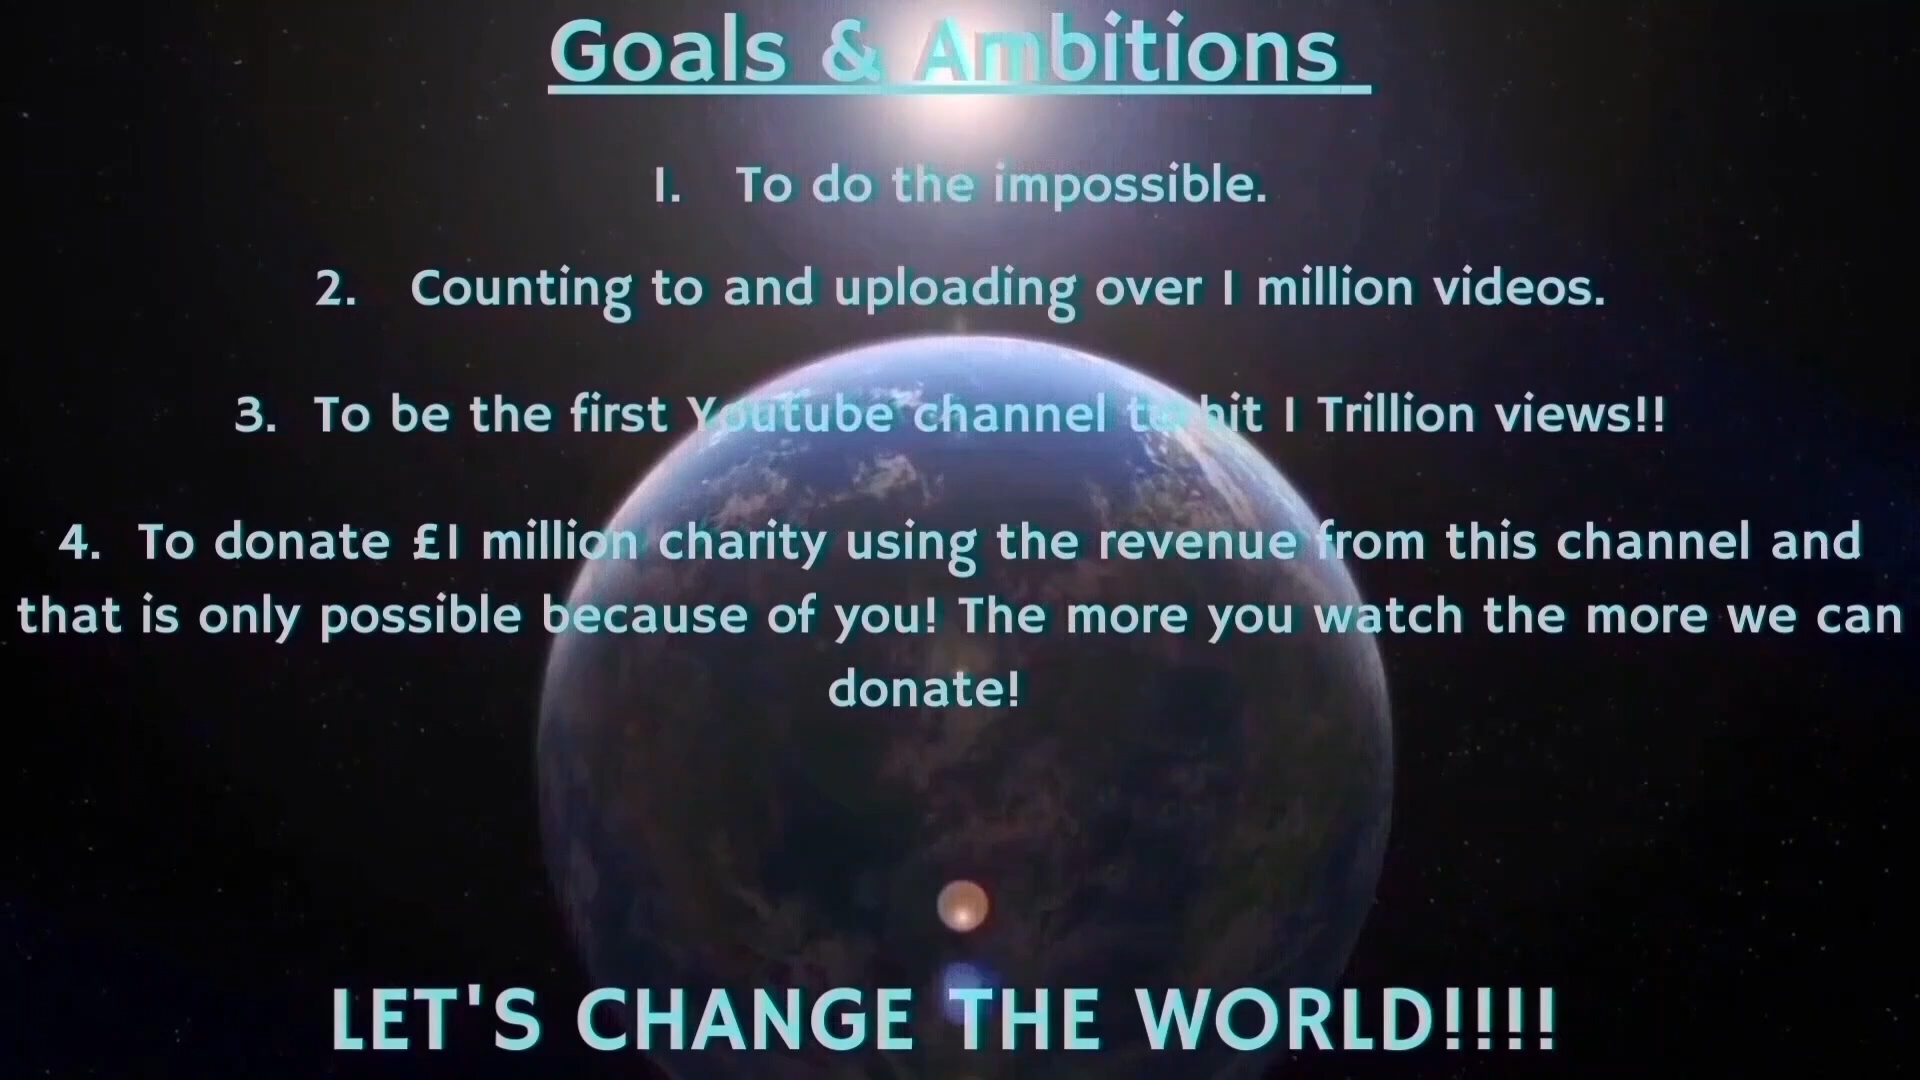 Goals & Ambitions
1. To do the impossible.
2. Counting to and uploading over 1 million videos.
3. To be the first Youtube channel to hit 1 Trillion views!!
4. To donate £1 million charity using the revenue from this channel and
that is only possible because of you! The more you watch the more we can
donate!
LET'S CHANGE THE WORLD!!!!